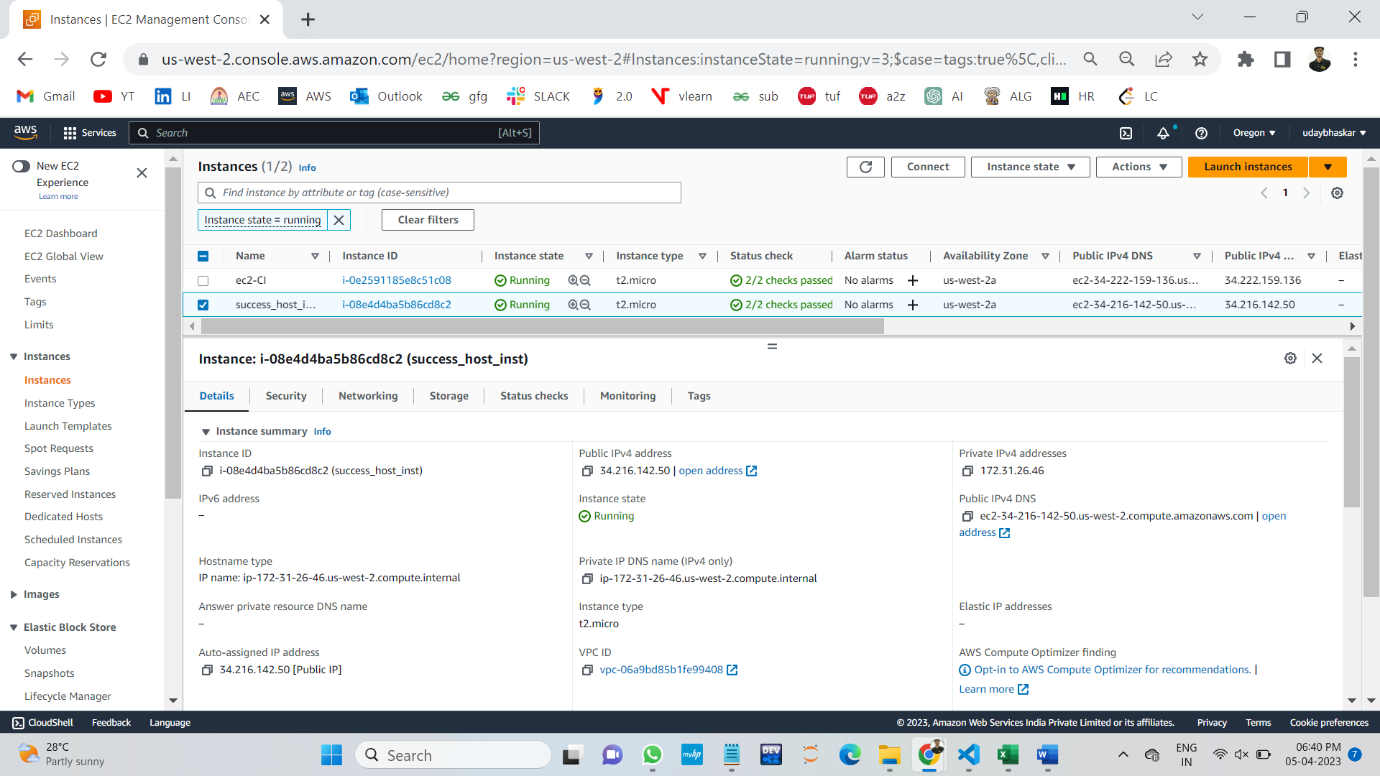 Instances | EC2 Management Conso
us-west-2.console.aws.amazon.com/ec2/home?region=us-west-2#Instances:instanceState=running;v=3;$case=tags:true%5C,cli...
Gmail YT LI AEC AWS Outlook gfg SLACK 2.0 vlearn sub tuf a2z AI ALG HR LC
aws Services Search [Alt+S] Oregon udaybhaskar
New EC2 Experience
Learn more
EC2 Dashboard
EC2 Global View
Events
Tags
Limits
Instances
Instances
Instance Types
Launch Templates
Spot Requests
Savings Plans
Reserved Instances
Dedicated Hosts
Scheduled Instances
Capacity Reservations
Images
Elastic Block Store
Volumes
Snapshots
Lifecycle Manager
Instances (1/2) Info Connect Instance state Actions Launch instances
Find instance by attribute or tag (case-sensitive) 1
Instance state = running Clear filters
Name Instance ID Instance state Instance type Status check Alarm status Availability Zone Public IPv4 DNS Public IPv4 ... Elast
ec2-CI i-0e2591185e8c51c08 Running t2.micro 2/2 checks passed No alarms + us-west-2a ec2-34-222-159-136.us... 34.222.159.136 –
success_host_i... i-08e4d4ba5b86cd8c2 Running t2.micro 2/2 checks passed No alarms + us-west-2a ec2-34-216-142-50.us-... 34.216.142.50 –
Instance: i-08e4d4ba5b86cd8c2 (success_host_inst)
Details Security Networking Storage Status checks Monitoring Tags
Instance summary Info
Instance ID
i-08e4d4ba5b86cd8c2 (success_host_inst)
Public IPv4 address
34.216.142.50 | open address
Private IPv4 addresses
172.31.26.46
IPv6 address
–
Instance state
Running
Public IPv4 DNS
ec2-34-216-142-50.us-west-2.compute.amazonaws.com | open
address
Hostname type
IP name: ip-172-31-26-46.us-west-2.compute.internal
Private IP DNS name (IPv4 only)
ip-172-31-26-46.us-west-2.compute.internal
Answer private resource DNS name
–
Instance type
t2.micro
Elastic IP addresses
–
Auto-assigned IP address
34.216.142.50 [Public IP]
VPC ID
vpc-06a9bd85b1fe99408
AWS Compute Optimizer finding
Opt-in to AWS Compute Optimizer for recommendations. |
Learn more
CloudShell Feedback Language © 2023, Amazon Web Services India Private Limited or its affiliates. Privacy Terms Cookie preferences
28°C
Partly sunny
Search
ENG
IN
06:40 PM
05-04-2023
7